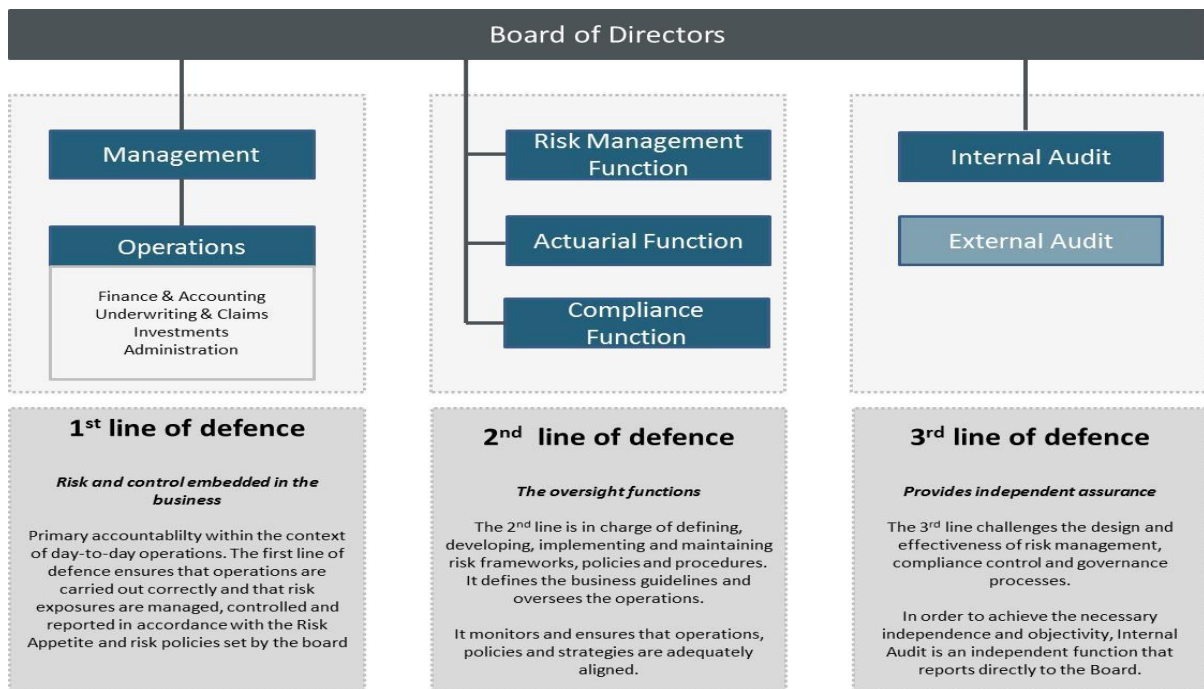 Board of Directors
Management
Operations
Finance & Accounting
Underwriting & Claims
Investments
Administration
Risk Management
Function
Actuarial Function
Compliance
Function
Internal Audit
External Audit
1st line of defence
Risk and control embedded in the
business
Primary accountablilty within the context
of day-to-day operations. The first line of
defence ensures that operations are
carried out correctly and that risk
exposures are managed, controlled and
reported in accordance with the Risk
Appetite and risk policies set by the board
2nd line of defence
The oversight functions
The 2nd line is in charge of defining,
developing, implementing and maintaining
risk frameworks, policies and procedures.
It defines the business guidelines and
oversees the operations.
It monitors and ensures that operations,
policies and strategies are adequately
aligned.
3rd line of defence
Provides independent assurance
The 3rd line challenges the design and
effectiveness of risk management,
compliance control and governance
processes.
In order to achieve the necessary
independence and objectivity, Internal
Audit is an independent function that
reports directly to the Board.